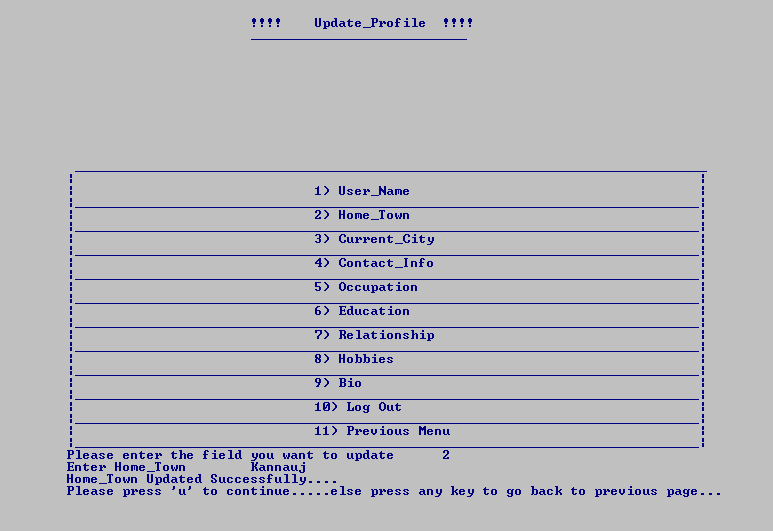 !!!! Update_Profile !!!!
1) User_Name
2) Home_Town
3) Current_City
4) Contact_Info
5) Occupation
6) Education
7) Relationship
8) Hobbies
9) Bio
10) Log Out
11) Previous Menu
Please enter the field you want to update 2
Enter Home_Town Kannauj
Home_Town Updated Successfully....
Please press 'u' to continue.....else press any key to go back to previous page...